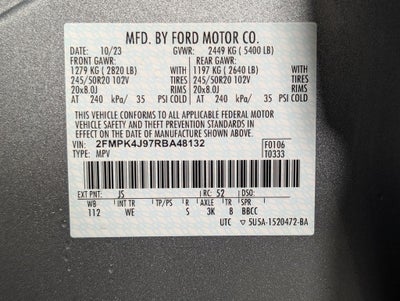 MFD. BY FORD MOTOR CO.
DATE: 10/23 GVWR: 2449 KG ( 5400 LB)
FRONT GAWR: REAR GAWR:
1279 KG ( 2820 LB) WITH 1197 KG ( 2640 LB) WITH
245/50R20 102V TIRES 245/50R20 102V TIRES
20x8.0J RIMS 20x8.0J RIMS
AT 240 kPa/ 35 PSI COLD AT 240 kPa/ 35 PSI COLD
THIS VEHICLE CONFORMS TO ALL APPLICABLE FEDERAL MOTOR
VEHICLE SAFETY AND THEFT PREVENTION STANDARDS IN EFFECT ON
THE DATE OF MANUFACTURE SHOWN ABOVE.
VIN: 2FMPK4J97RBA48132 F0106
TYPE: MPV T0333
EXT PNT: JS RC: 52 DSO:
WB INT TR TP/PS R AXLE TR SPR
112 WE S 3K B BBCC
UTC ▽ 5U5A-1520472-BA